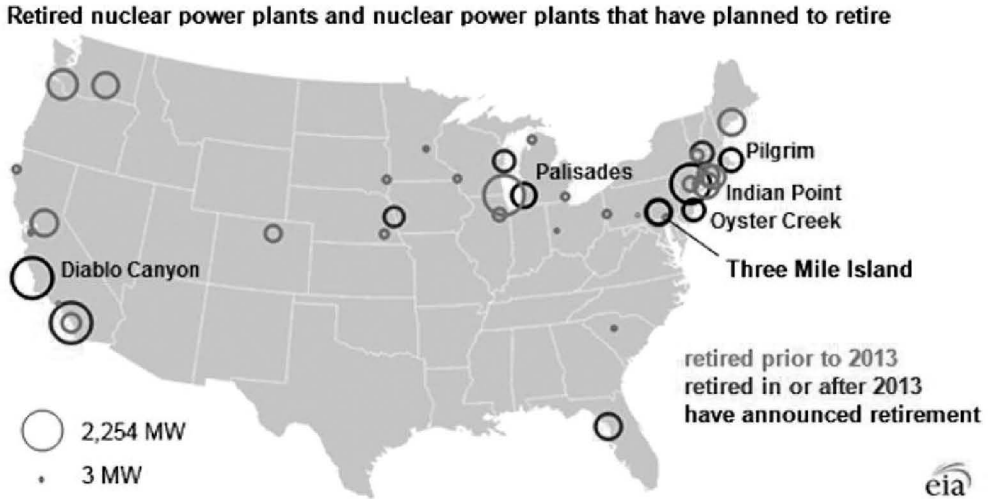 Retired nuclear power plants and nuclear power plants that have planned to retire
Pilgrim
Palisades
Indian Point
Oyster Creek
Diablo Canyon
Three Mile Island
retired prior to 2013
retired in or after 2013
have announced retirement
2,254 MW
3 MW
eia